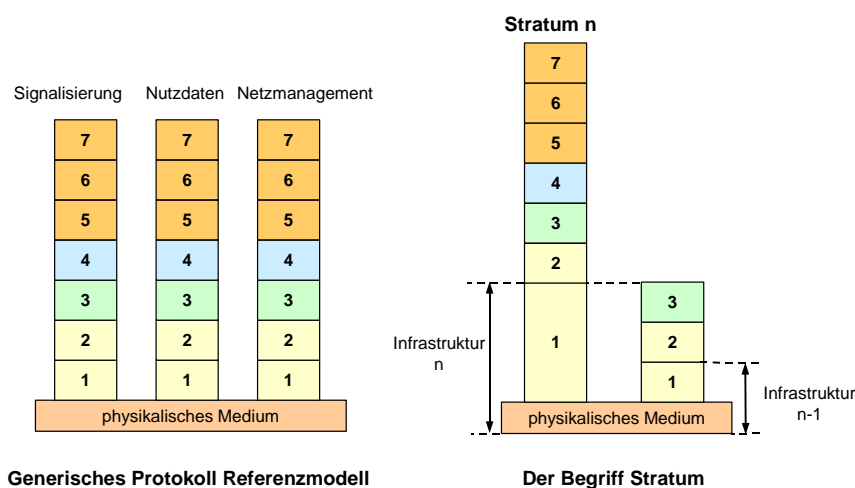 Signalisierung Nutzdaten Netzmanagement
7 7 7
6 6 6
5 5 5
4 4 4
3 3 3
2 2 2
1 1 1
physikalisches Medium
Generisches Protokoll Referenzmodell
Stratum n
7
6
5
4
3
2
1
3
2
1
Infrastruktur
n
Infrastruktur
n-1
physikalisches Medium
Der Begriff Stratum